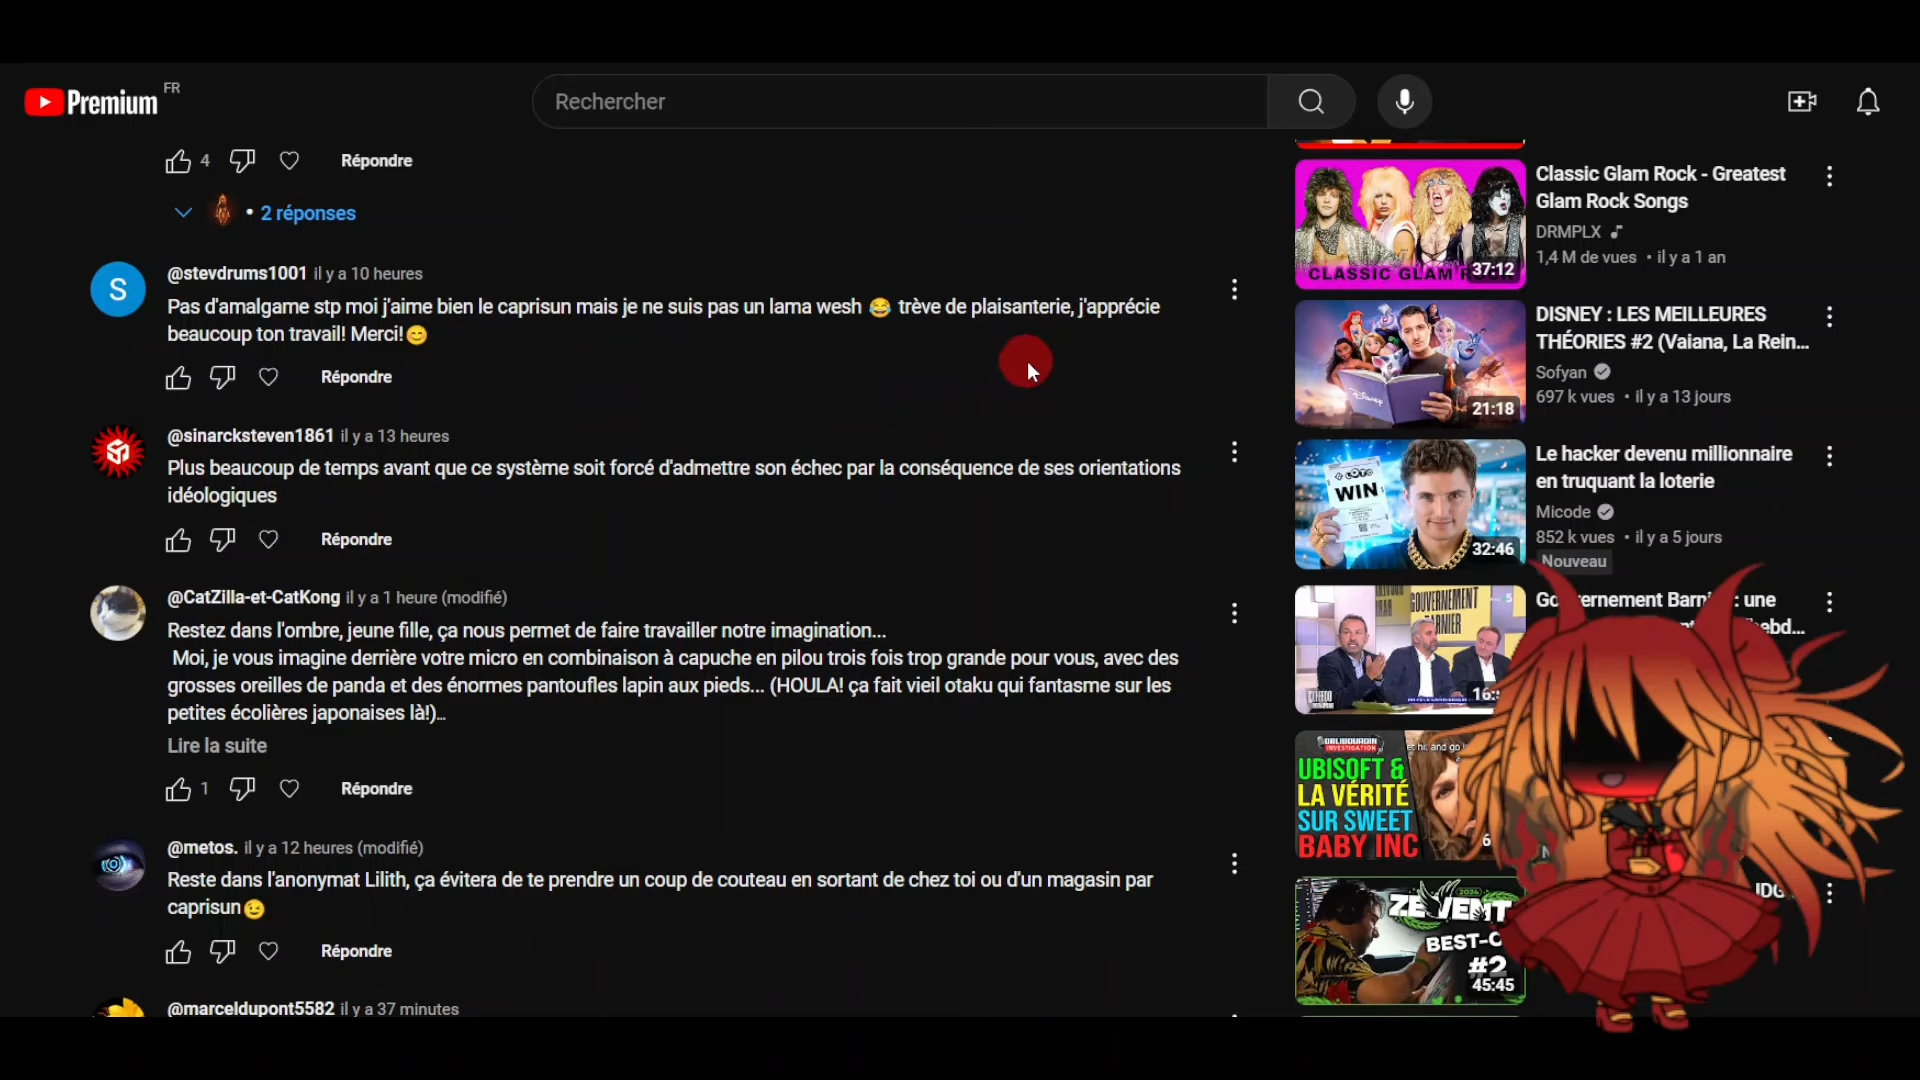 Premium FR
Rechercher
4 Répondre
• 2 réponses
@stevdrums1001 il y a 10 heures
Pas d'amalgame stp moi j'aime bien le caprisun mais je ne suis pas un lama wesh 😂 trève de plaisanterie, j'apprécie
beaucoup ton travail! Merci!😊
Répondre
@sinarcksteven1861 il y a 13 heures
Plus beaucoup de temps avant que ce système soit forcé d'admettre son échec par la conséquence de ses orientations
idéologiques
Répondre
@CatZilla-et-CatKong il y a 1 heure (modifié)
Restez dans l'ombre, jeune fille, ça nous permet de faire travailler notre imagination...
Moi, je vous imagine derrière votre micro en combinaison à capuche en pilou trois fois trop grande pour vous, avec des
grosses oreilles de panda et des énormes pantoufles lapin aux pieds... (HOULA! ça fait vieil otaku qui fantasme sur les
petites écolières japonaises là!)...
Lire la suite
1 Répondre
@metos. il y a 12 heures (modifié)
Reste dans l'anonymat Lilith, ça évitera de te prendre un coup de couteau en sortant de chez toi ou d'un magasin par
caprisun😉
Répondre
@marceldupont5582 il y a 37 minutes
CLASSIC GLAM
37:12
Classic Glam Rock - Greatest
Glam Rock Songs
DRMPLX
1,4 M de vues • il y a 1 an
Disney
21:18
DISNEY : LES MEILLEURES
THÉORIES #2 (Vaiana, La Rein...
Sofyan
697 k vues • il y a 13 jours
LOTO
WIN
32:46
Le hacker devenu millionnaire
en truquant la loterie
Micode
852 k vues • il y a 5 jours
Nouveau
GOUVERNEMENT
BARNIER
16:
une
ebd...
INVESTIGATION
et hit and go
UBISOFT &
LA VÉRITÉ
SUR SWEET
BABY INC
6
N
2024
ZEVENT
BEST-O
#2
45:45
JDG